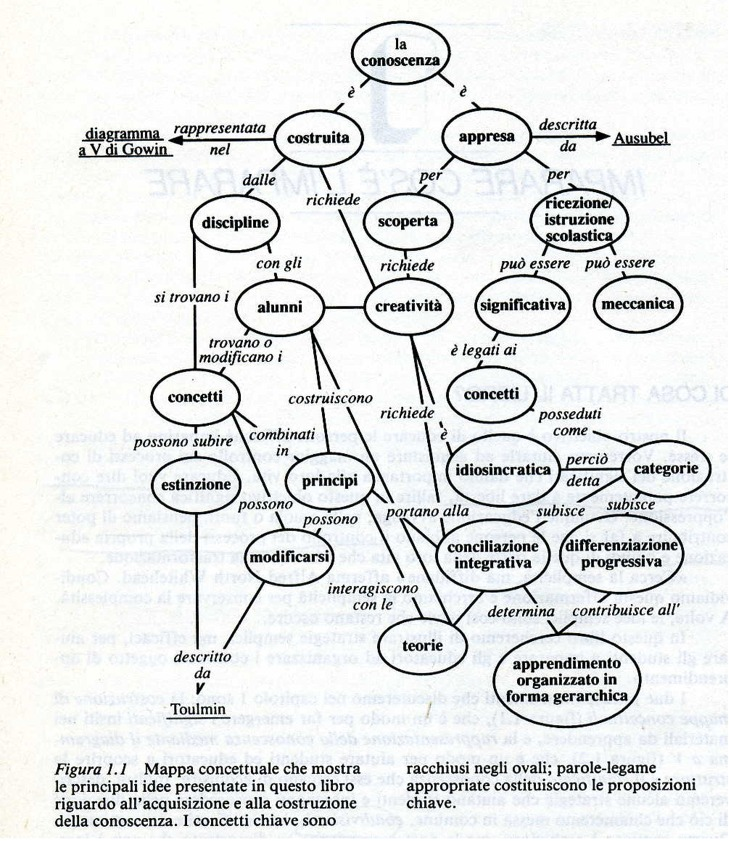 la
conoscenza
è
è
diagramma
a V di Gowin
rappresentata
nel
costruita
appresa
descritta
da
Ausubel
dalle
richiede
per
per
discipline
scoperta
ricezione/
istruzione
scolastica
con gli
richiede
può essere
può essere
si trovano i
alunni
creatività
significativa
meccanica
trovano o
modificano i
è legati ai
concetti
costruiscono
richiede
concetti
posseduti
come
possono subire
combinati
in
è
idiosincratica
perciò
detta
categorie
estinzione
principi
possono
possono
portano alla
subisce
subisce
modificarsi
conciliazione
integrativa
differenziazione
progressiva
interagiscono
con le
determina
contribuisce all'
teorie
apprendimento
organizzato in
forma gerarchica
descritto
da
Toulmin
Figura 1.1 Mappa concettuale che mostra
le principali idee presentate in questo libro
riguardo all'acquisizione e alla costruzione
della conoscenza. I concetti chiave sono
racchiusi negli ovali; parole-legame
appropriate costituiscono le proposizioni
chiave.